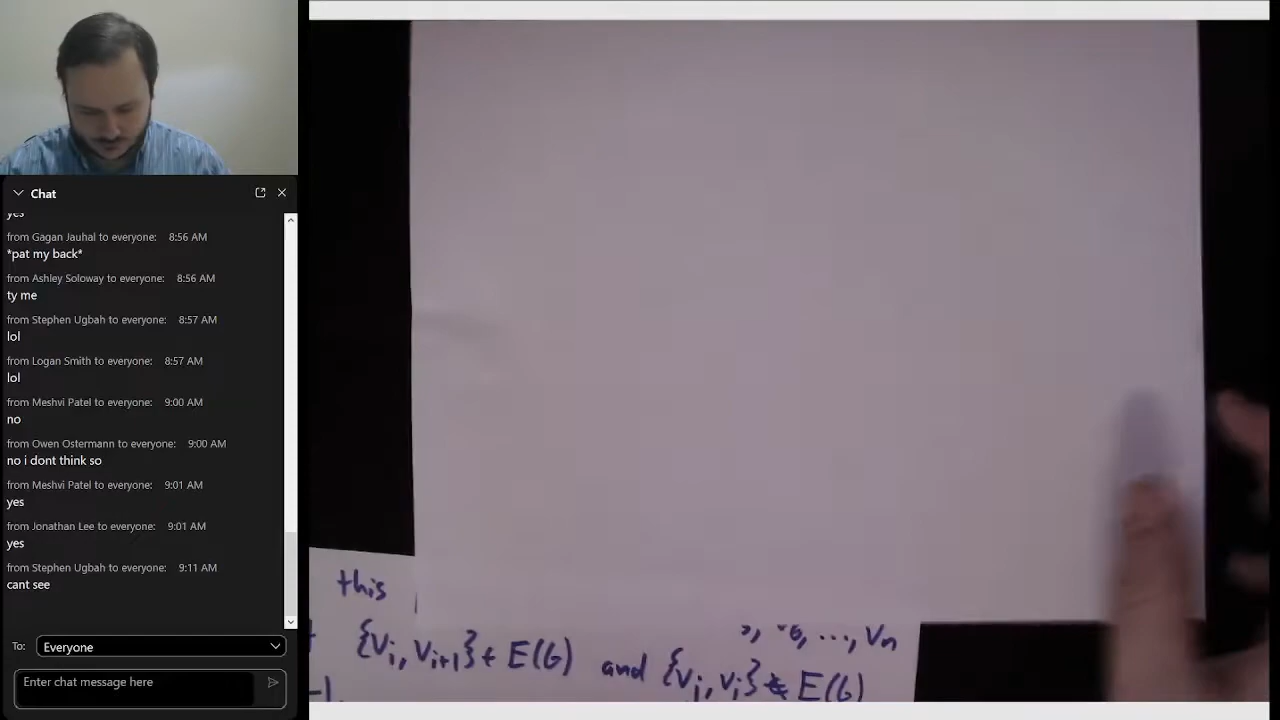 Chat
yes
from Gagan Jauhal to everyone: 8:56 AM
*pat my back*
from Ashley Soloway to everyone: 8:56 AM
ty me
from Stephen Ugbah to everyone: 8:57 AM
lol
from Logan Smith to everyone: 8:57 AM
lol
from Meshvi Patel to everyone: 9:00 AM
no
from Owen Ostermann to everyone: 9:00 AM
no i dont think so
from Meshvi Patel to everyone: 9:01 AM
yes
from Jonathan Lee to everyone: 9:01 AM
yes
from Stephen Ugbah to everyone: 9:11 AM
cant see
To: Everyone
Enter chat message here
this
..., Vn
{Vi, Vi+1} ∈ E(G) and {Vj, Vi} ∉ E(G)